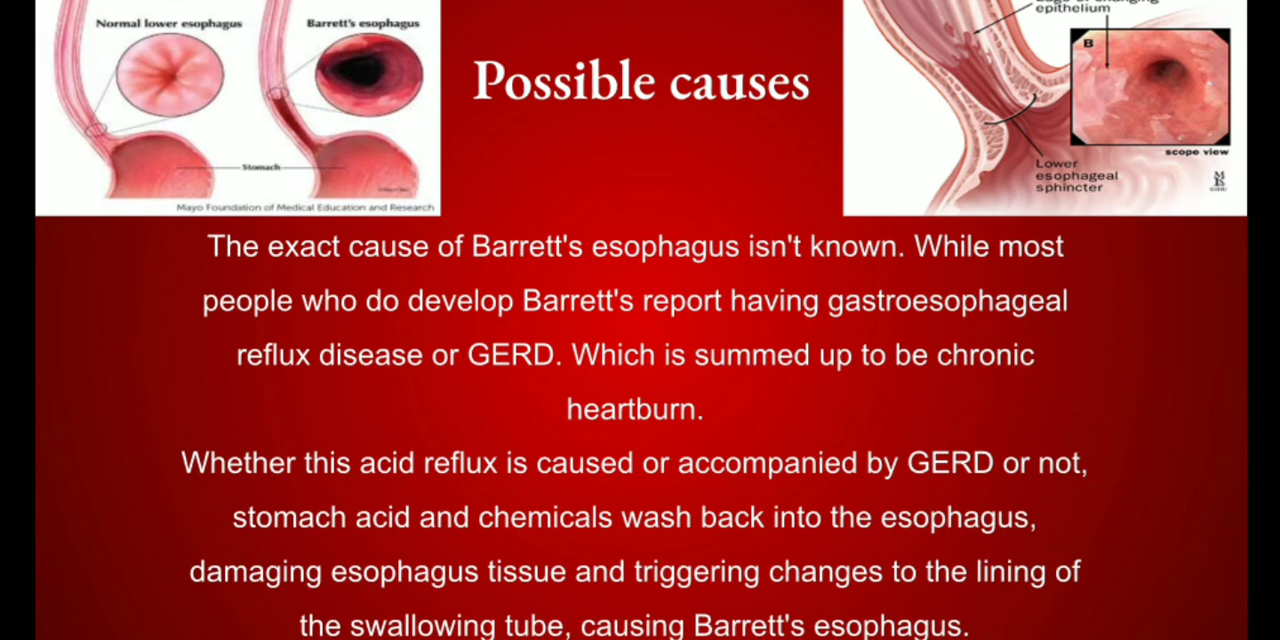 Normal lower esophagus
Barrett's esophagus
Stomach
Mayo Foundation of Medical Education and Research
Possible causes
epithelium
B
scope view
Lower
esophageal
sphincter
The exact cause of Barrett's esophagus isn't known. While most
people who do develop Barrett's report having gastroesophageal
reflux disease or GERD. Which is summed up to be chronic
heartburn.
Whether this acid reflux is caused or accompanied by GERD or not,
stomach acid and chemicals wash back into the esophagus,
damaging esophagus tissue and triggering changes to the lining of
the swallowing tube, causing Barrett's esophagus.